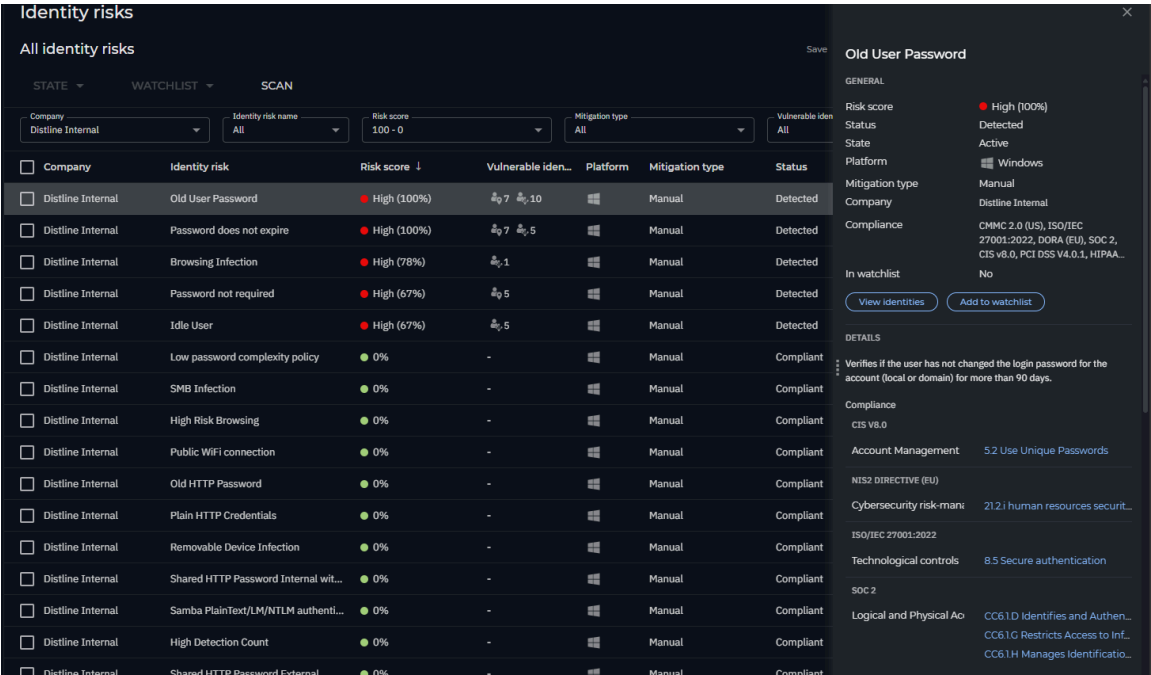 Identity risks
All identity risks
Save
STATE
WATCHLIST
SCAN
Company
Distline Internal
Identity risk name
All
Risk score
100 - 0
Mitigation type
All
Vulnerable iden
All
Company Identity risk Risk score ↓ Vulnerable iden... Platform Mitigation type Status
Distline Internal Old User Password High (100%) 7 10 Manual Detected
Distline Internal Password does not expire High (100%) 7 5 Manual Detected
Distline Internal Browsing Infection High (78%) 1 Manual Detected
Distline Internal Password not required High (67%) 5 Manual Detected
Distline Internal Idle User High (67%) 5 Manual Detected
Distline Internal Low password complexity policy 0% - Manual Compliant
Distline Internal SMB Infection 0% - Manual Compliant
Distline Internal High Risk Browsing 0% - Manual Compliant
Distline Internal Public WiFi connection 0% - Manual Compliant
Distline Internal Old HTTP Password 0% - Manual Compliant
Distline Internal Plain HTTP Credentials 0% - Manual Compliant
Distline Internal Removable Device Infection 0% - Manual Compliant
Distline Internal Shared HTTP Password Internal wit... 0% - Manual Compliant
Distline Internal Samba PlainText/LM/NTLM authenti... 0% - Manual Compliant
Distline Internal High Detection Count 0% - Manual Compliant
Distline Internal Shared HTTP Password External 0% - Manual Compliant
Old User Password
GENERAL
Risk score High (100%)
Status Detected
State Active
Platform Windows
Mitigation type Manual
Company Distline Internal
Compliance CMMC 2.0 (US), ISO/IEC
27001:2022, DORA (EU), SOC 2,
CIS v8.0, PCI DSS V4.0.1, HIPAA...
In watchlist No
View identities Add to watchlist
DETAILS
Verifies if the user has not changed the login password for the
account (local or domain) for more than 90 days.
Compliance
CIS V8.0
Account Management 5.2 Use Unique Passwords
NIS2 DIRECTIVE (EU)
Cybersecurity risk-mana 21.2.i human resources securit...
ISO/IEC 27001:2022
Technological controls 8.5 Secure authentication
SOC 2
Logical and Physical Ac CC6.1.D Identifies and Authen...
CC6.1.G Restricts Access to Inf...
CC6.1.H Manages Identificatio...